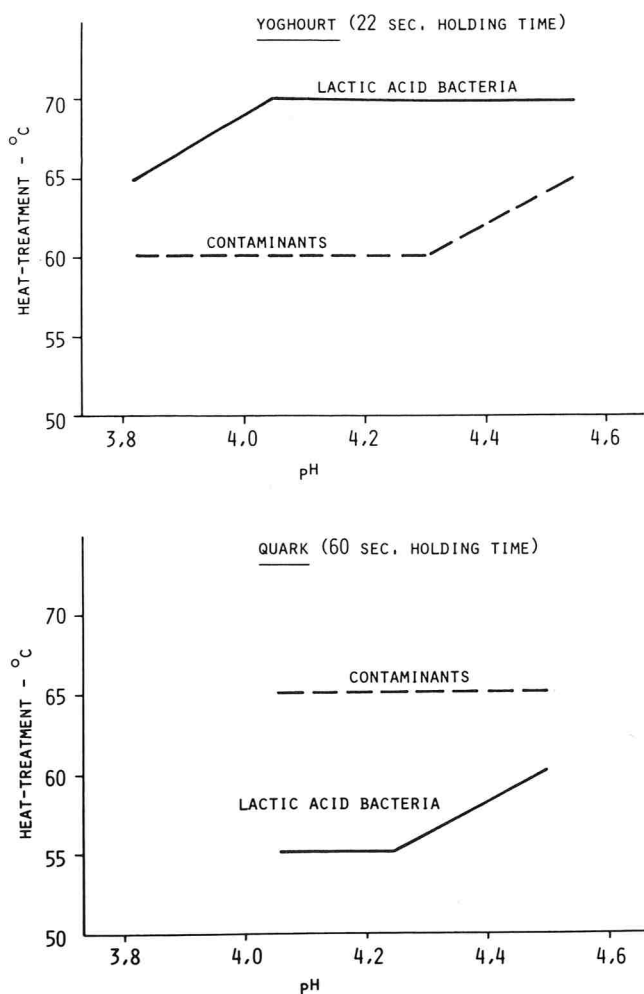 YOGHOURT (22 SEC. HOLDING TIME)
LACTIC ACID BACTERIA
CONTAMINANTS
HEAT-TREATMENT - °C
70
65
60
55
50
3,8 4,0 4,2 4,4 4,6
pH
QUARK (60 SEC. HOLDING TIME)
CONTAMINANTS
LACTIC ACID BACTERIA
HEAT-TREATMENT - °C
70
65
60
55
50
3,8 4,0 4,2 4,4 4,6
pH